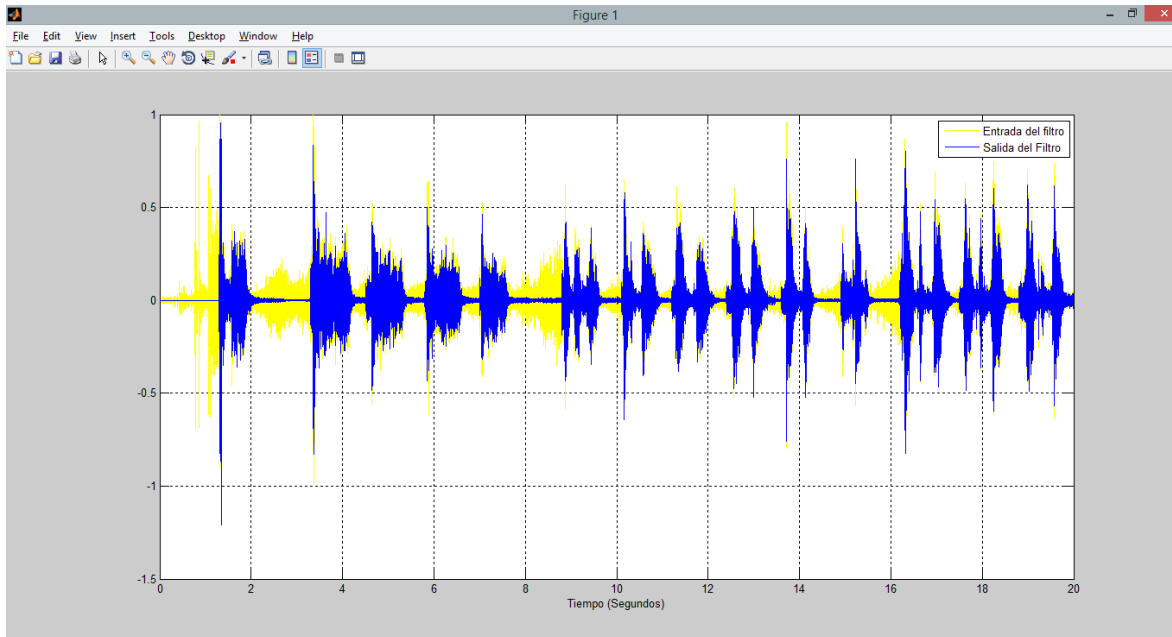 Figure 1
File Edit View Insert Tools Desktop Window Help
1
0.5
0
-0.5
-1
-1.5
Entrada del filtro
Salida del Filtro
0 2 4 6 8 10 12 14 16 18 20
Tiempo (Segundos)